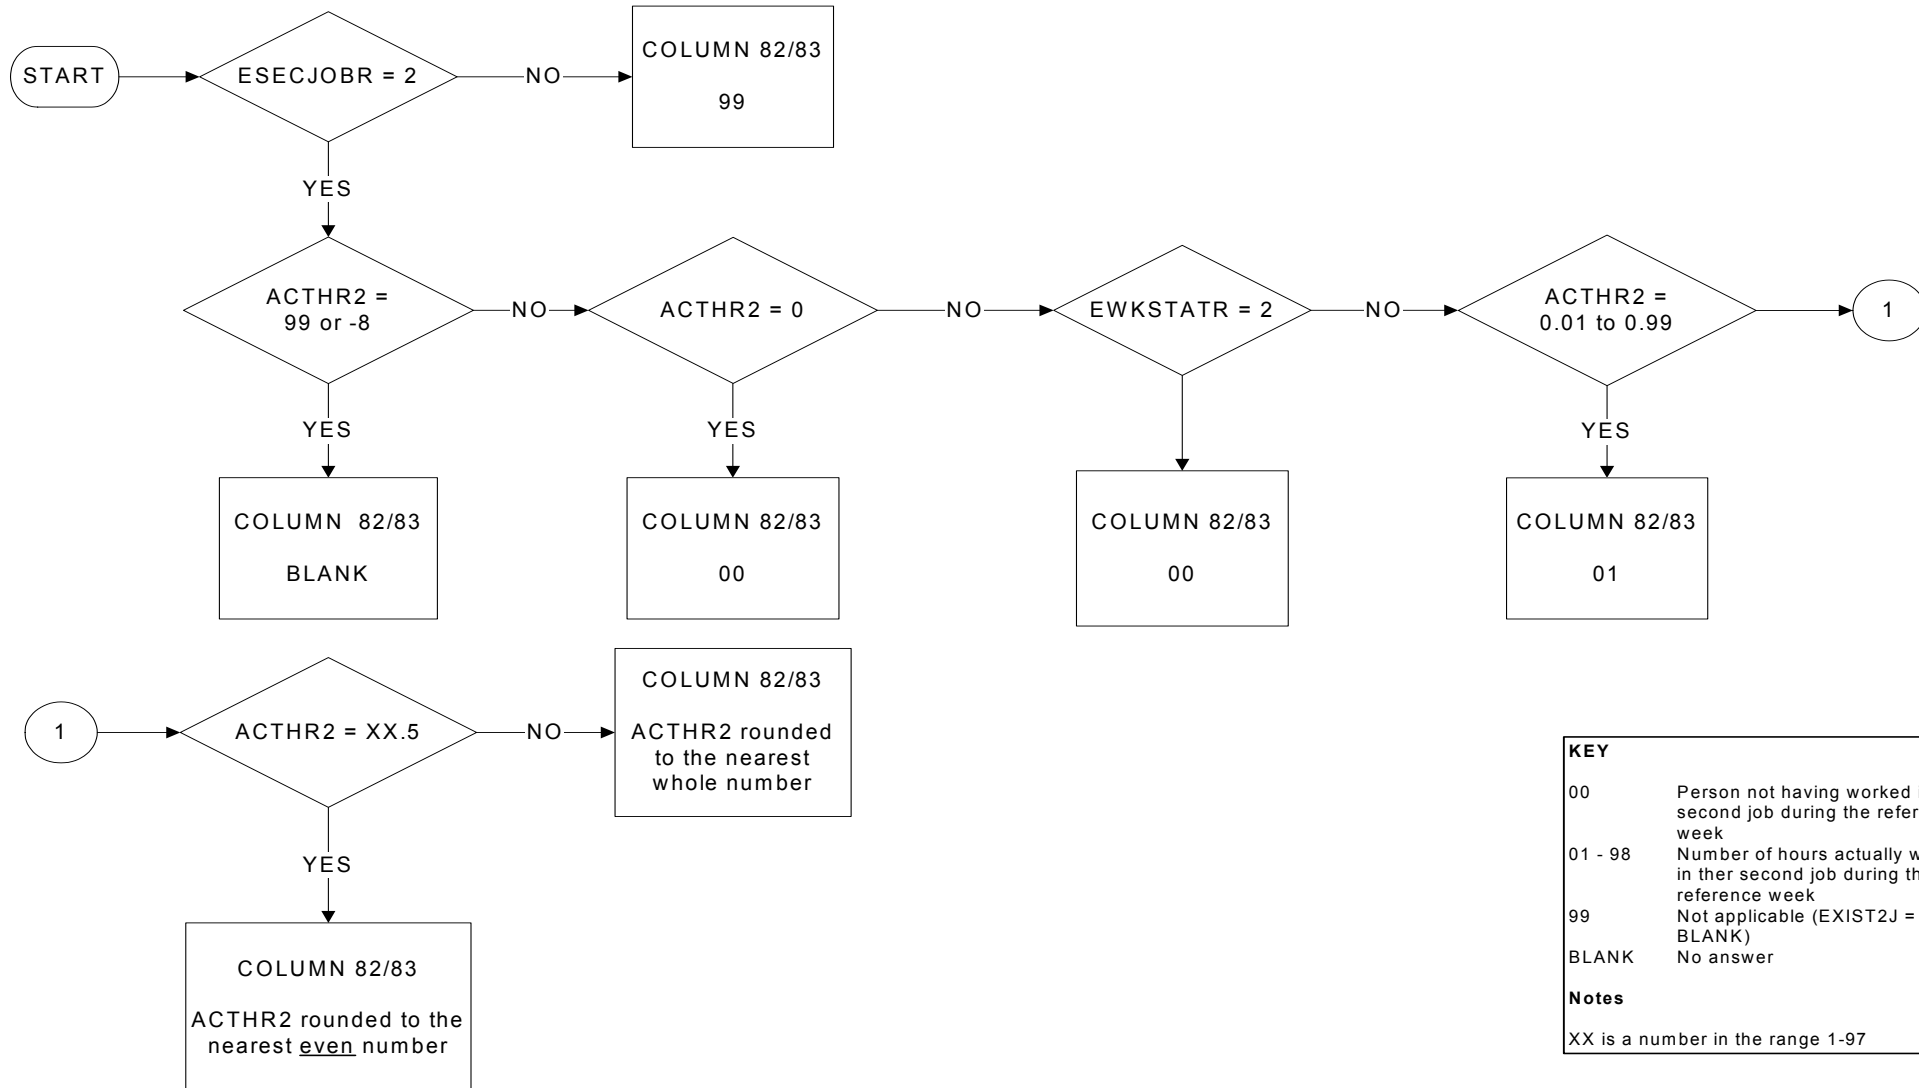 START
ESECJOBR = 2
NO
COLUMN 82/83
99
YES
ACTHR2 =
99 or -8
NO
ACTHR2 = 0
NO
EWKSTATR = 2
NO
ACTHR2 =
0.01 to 0.99
1
YES
YES
YES
COLUMN 82/83
BLANK
COLUMN 82/83
00
COLUMN 82/83
00
COLUMN 82/83
01
1
ACTHR2 = XX.5
NO
COLUMN 82/83
ACTHR2 rounded
to the nearest
whole number
YES
COLUMN 82/83
ACTHR2 rounded to the
nearest even number
KEY
00 Person not having worked
second job during the
week
01 - 98 Number of hours actually
in ther second job during
reference week
99 Not applicable (EXIST2J =
BLANK)
BLANK No answer
Notes
XX is a number in the range 1-97